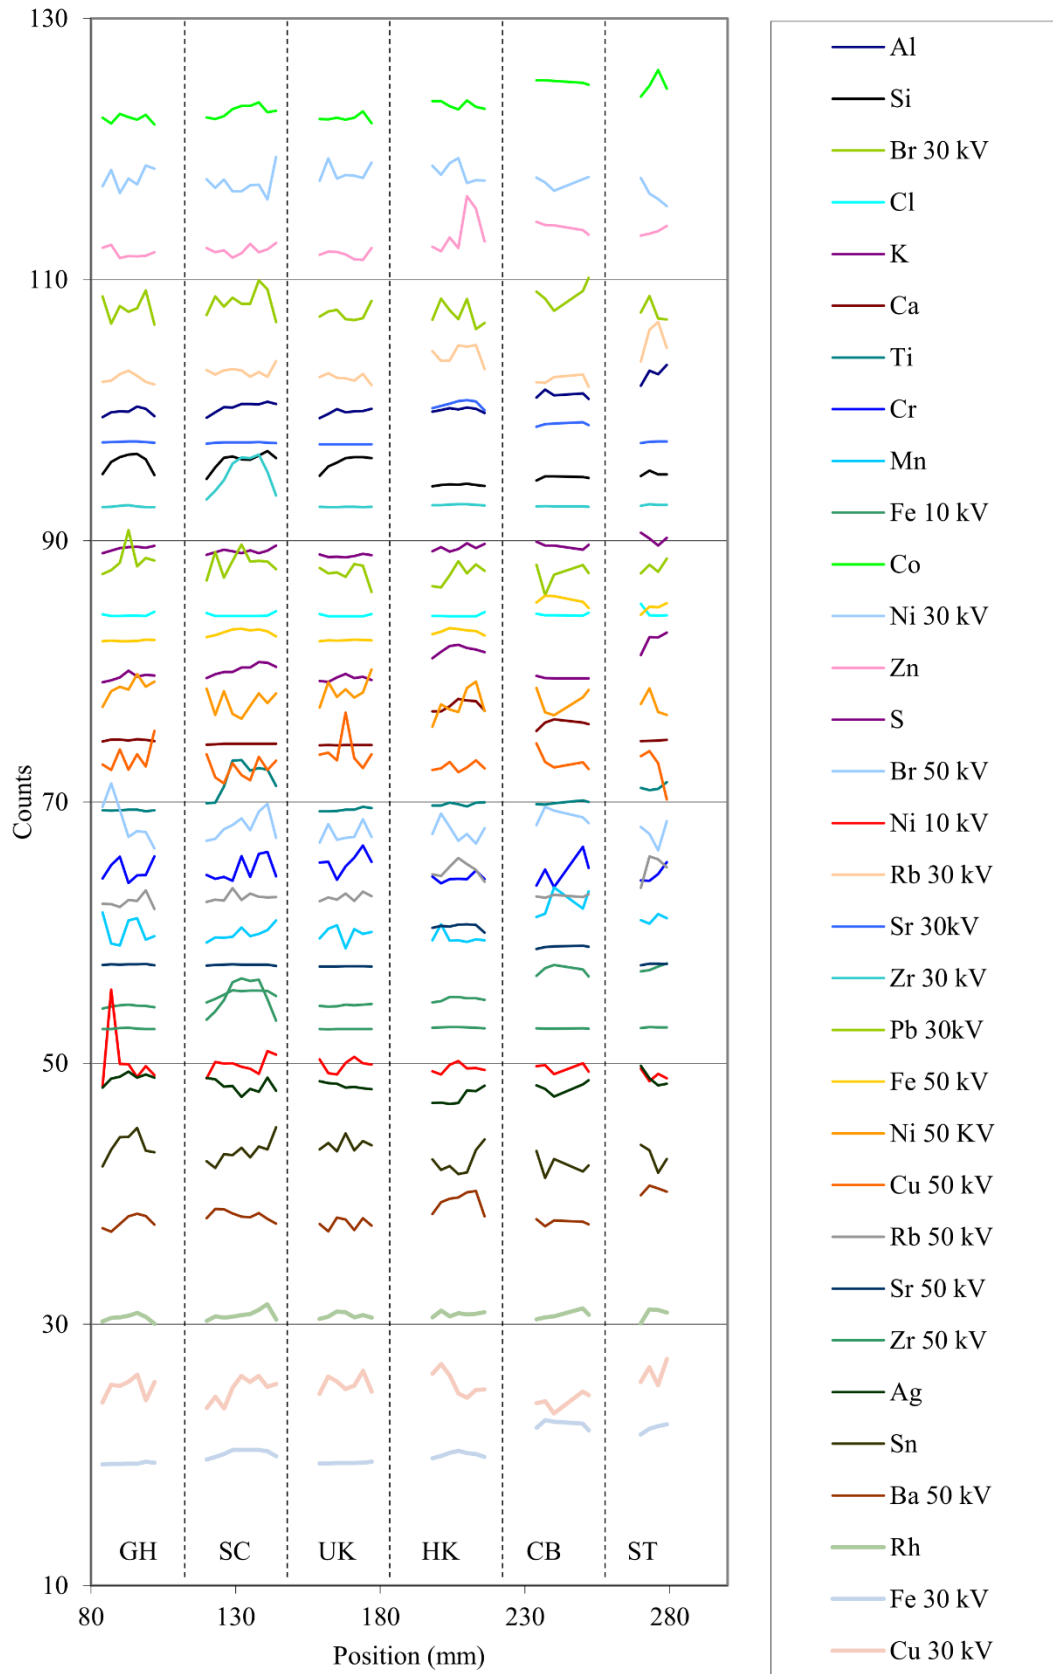 130
110
90
70
50
30
10
Counts
GH SC UK HK CB ST
80 130 180 230 280
Position (mm)
Al
Si
Br 30 kV
Cl
K
Ca
Ti
Cr
Mn
Fe 10 kV
Co
Ni 30 kV
Zn
S
Br 50 kV
Ni 10 kV
Rb 30 kV
Sr 30kV
Zr 30 kV
Pb 30kV
Fe 50 kV
Ni 50 KV
Cu 50 kV
Rb 50 kV
Sr 50 kV
Zr 50 kV
Ag
Sn
Ba 50 kV
Rh
Fe 30 kV
Cu 30 kV